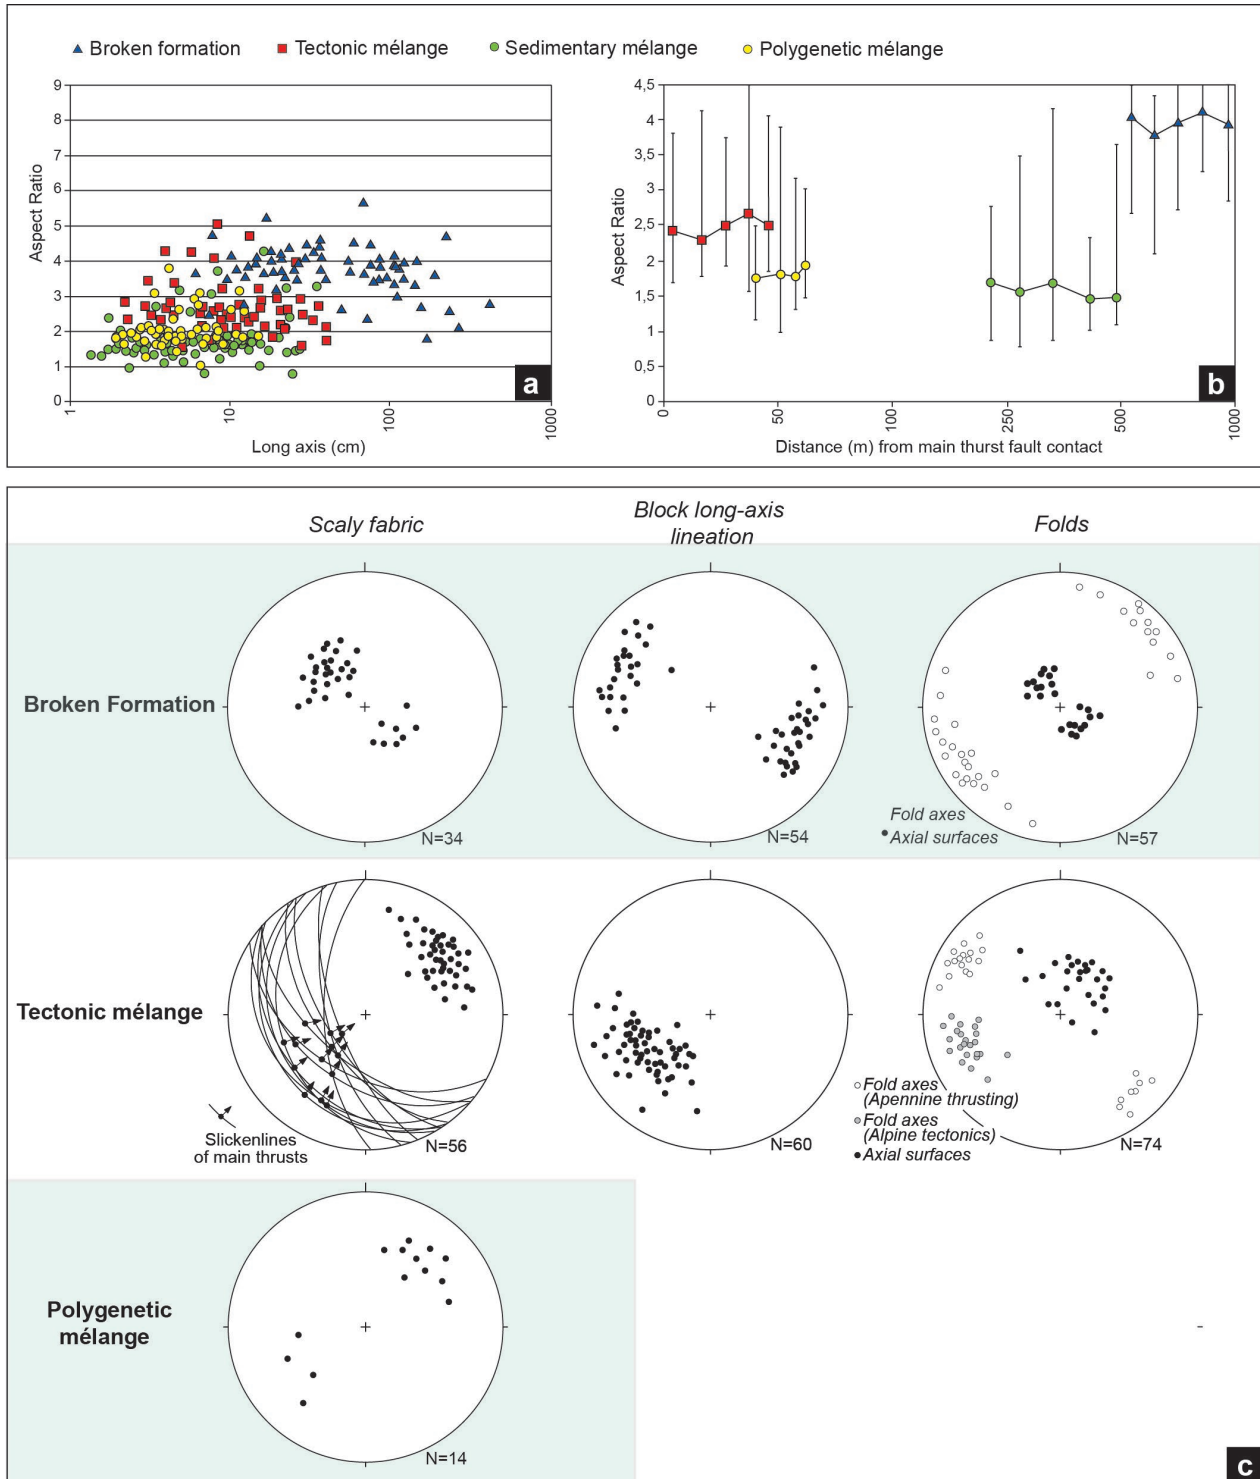 Broken formation Tectonic mélange Sedimentary mélange Polygenetic mélange
9
8
7
6
5
4
3
2
1
0
Aspect Ratio
1 10 100 1000
Long axis (cm)
a
4,5
4
3,5
3
2,5
2
1,5
1
0,5
0
Aspect Ratio
0 50 100 250 500 1000
Distance (m) from main thurst fault contact
b
Scaly fabric
Block long-axis
lineation
Folds
Broken Formation
N=34
N=54
Fold axes
Axial surfaces
N=57
Tectonic mélange
Slickenlines
of main thrusts
N=56
N=60
Fold axes
(Apennine thrusting)
Fold axes
(Alpine tectonics)
Axial surfaces
N=74
Polygenetic
mélange
N=14
c